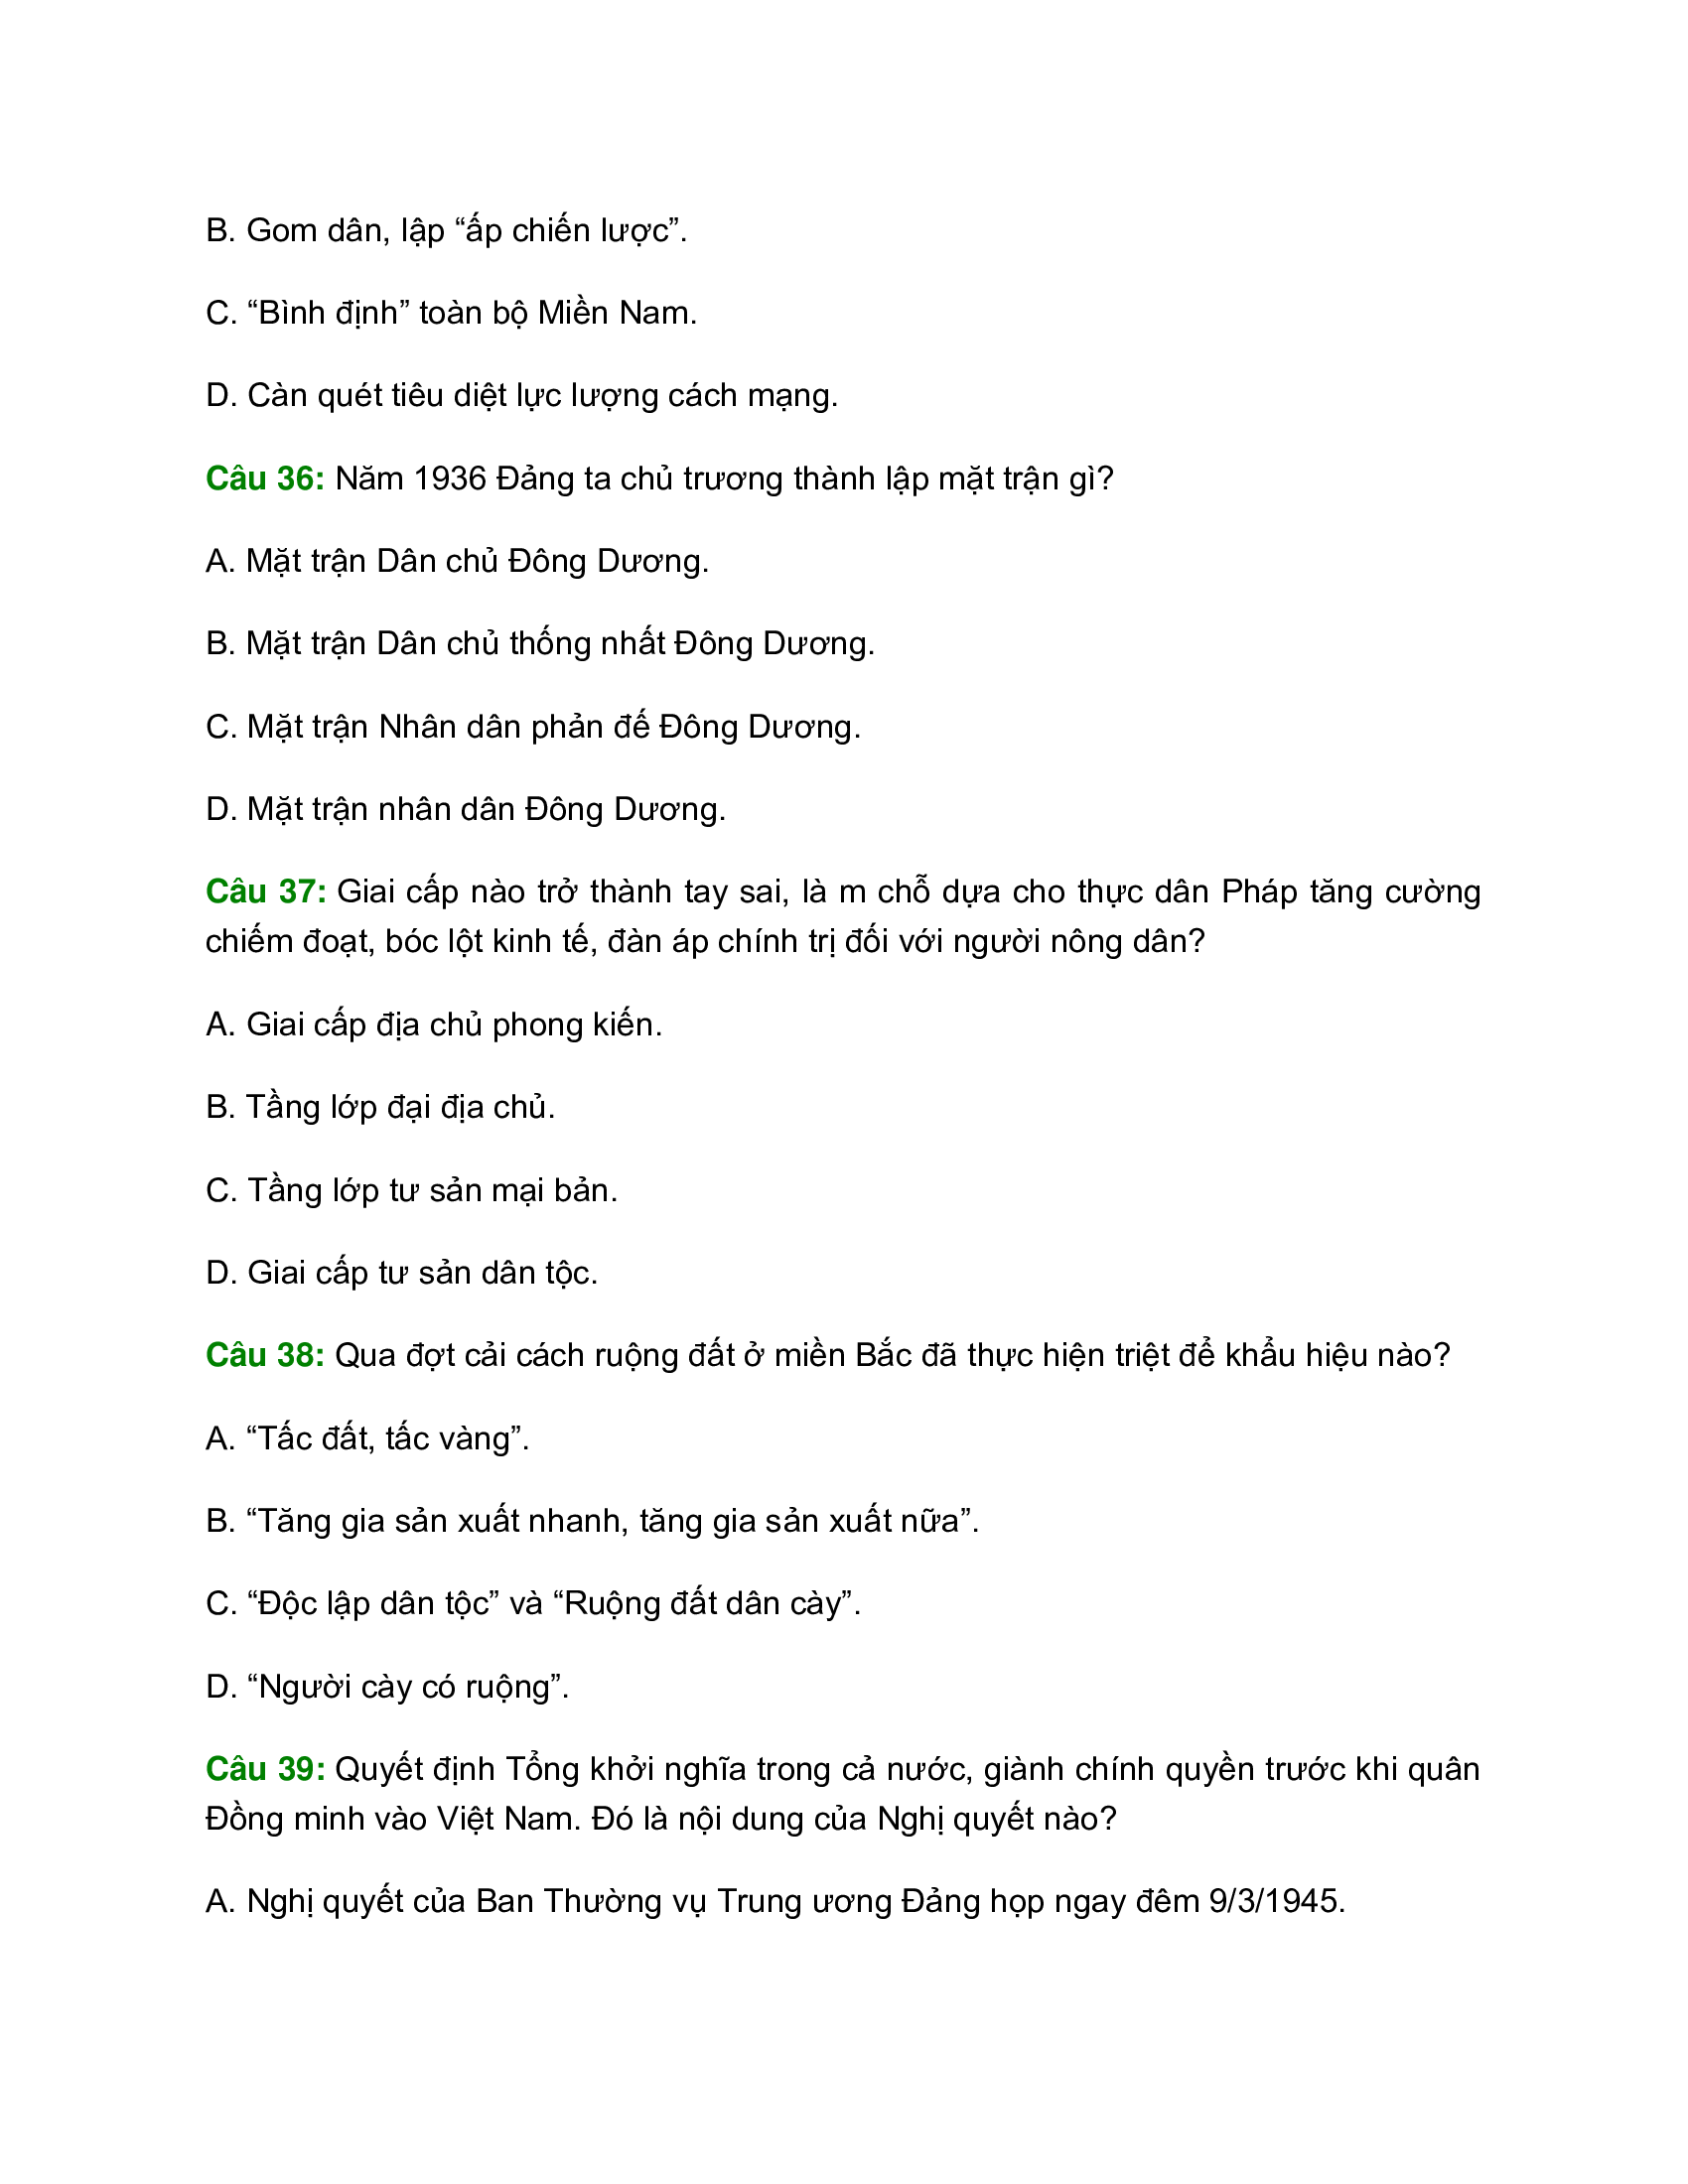 B. Gom dân, lập “ấp chiến lược”.
C. “Bình định” toàn bộ Miền Nam.
D. Càn quét tiêu diệt lực lượng cách mạng.
Câu 36: Năm 1936 Đảng ta chủ trương thành lập mặt trận gì?
A. Mặt trận Dân chủ Đông Dương.
B. Mặt trận Dân chủ thống nhất Đông Dương.
C. Mặt trận Nhân dân phản đế Đông Dương.
D. Mặt trận nhân dân Đông Dương.
Câu 37: Giai cấp nào trở thành tay sai, là m chỗ dựa cho thực dân Pháp tăng cường
chiếm đoạt, bóc lột kinh tế, đàn áp chính trị đối với người nông dân?
A. Giai cấp địa chủ phong kiến.
B. Tầng lớp đại địa chủ.
C. Tầng lớp tư sản mại bản.
D. Giai cấp tư sản dân tộc.
Câu 38: Qua đợt cải cách ruộng đất ở miền Bắc đã thực hiện triệt để khẩu hiệu nào?
A. “Tấc đất, tấc vàng”.
B. “Tăng gia sản xuất nhanh, tăng gia sản xuất nữa”.
C. “Độc lập dân tộc” và “Ruộng đất dân cày”.
D. “Người cày có ruộng”.
Câu 39: Quyết định Tổng khởi nghĩa trong cả nước, giành chính quyền trước khi quân
Đồng minh vào Việt Nam. Đó là nội dung của Nghị quyết nào?
A. Nghị quyết của Ban Thường vụ Trung ương Đảng họp ngay đêm 9/3/1945.